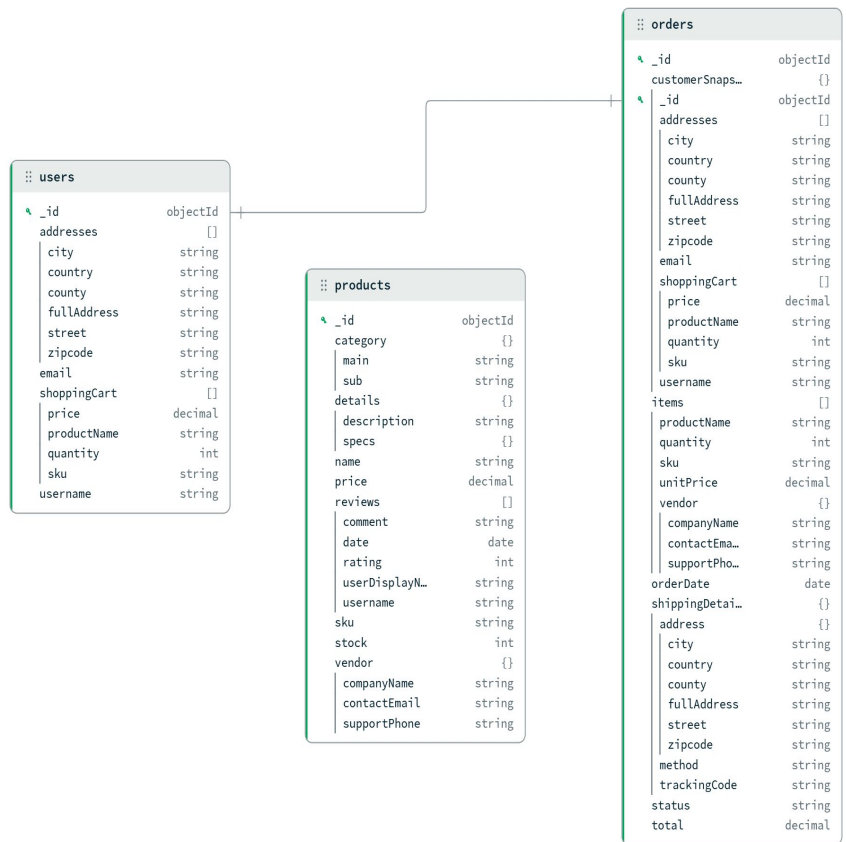 users
_id objectId
addresses []
city string
country string
county string
fullAddress string
street string
zipcode string
email string
shoppingCart []
price decimal
productName string
quantity int
sku string
username string
products
_id objectId
category {}
main string
sub string
details {}
description string
specs {}
name string
price decimal
reviews []
comment string
date date
rating int
userDisplayN… string
username string
sku string
stock int
vendor {}
companyName string
contactEmail string
supportPhone string
orders
_id objectId
customerSnaps… {}
_id objectId
addresses []
city string
country string
county string
fullAddress string
street string
zipcode string
email string
shoppingCart []
price decimal
productName string
quantity int
sku string
username string
items []
productName string
quantity int
sku string
unitPrice decimal
vendor {}
companyName string
contactEma… string
supportPho… string
orderDate date
shippingDetai… {}
address {}
city string
country string
county string
fullAddress string
street string
zipcode string
method string
trackingCode string
status string
total decimal